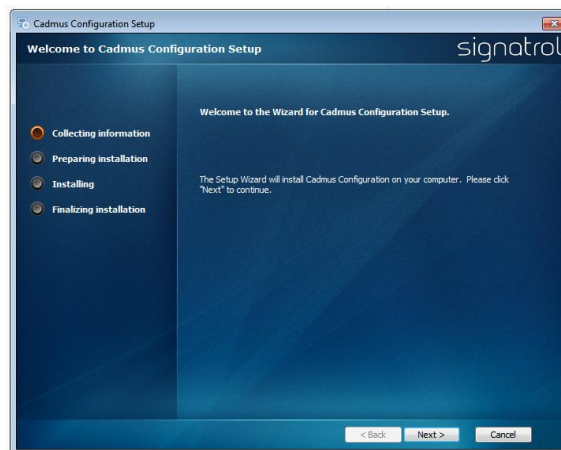 Cadmus Configuration Setup
Welcome to Cadmus Configuration Setup
signatrol
Welcome to the Wizard for Cadmus Configuration Setup.
Collecting information
Preparing installation
Installing
Finalizing installation
The Setup Wizard will install Cadmus Configuration on your computer. Please click
"Next" to continue.
< Back
Next >
Cancel